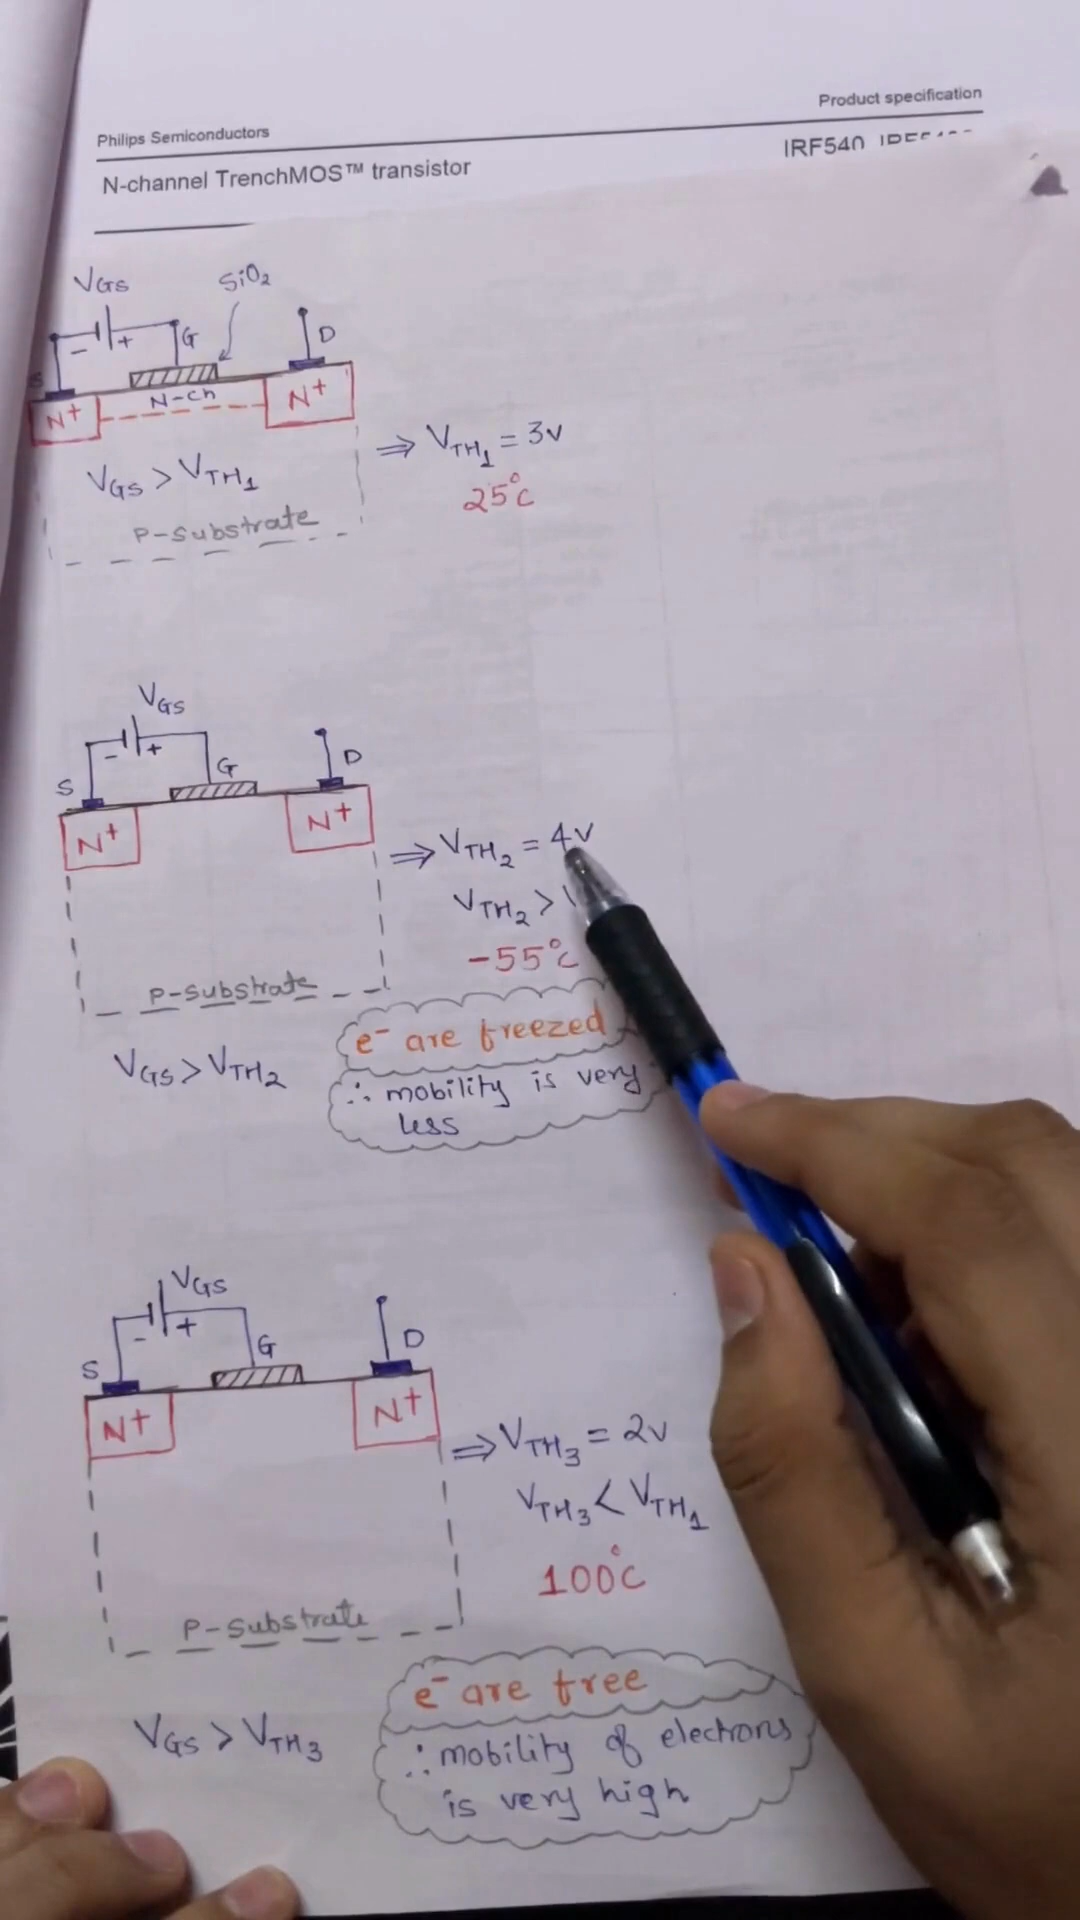 Product specification
Philips Semiconductors
N-channel TrenchMOS™ transistor
IRF540
VGS
SiO2
G
- +
D
N-ch
N+
N+
VGS > VTH1
⇒ VTH1 = 3V
25°C
P-Substrate
VGS
- +
G
D
S
N+
N+
⇒ VTH2 = 4V
VTH2 >
-55°C
P-Substrate
e- are freezed
VGS > VTH2
∴ mobility is very
less
VGS
- +
G
D
S
N+
N+
⇒ VTH3 = 2V
VTH3 < VTH1
100°C
P-Substrate
e- are free
VGS > VTH3
∴ mobility of electrons
is very high